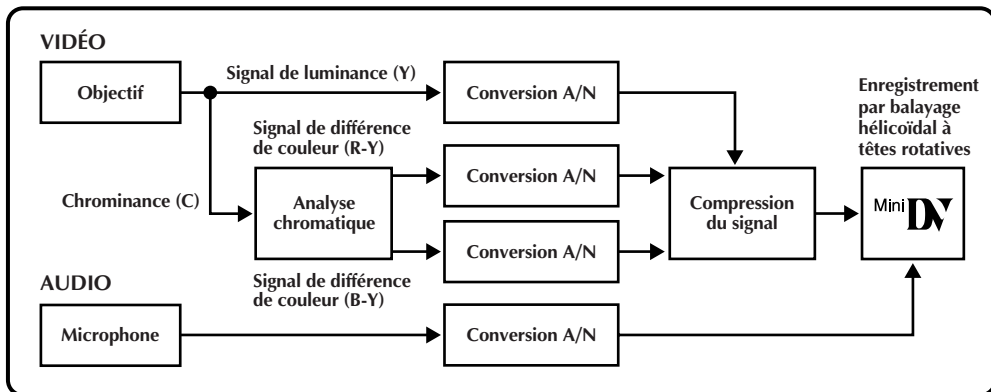 VIDÉO
Objectif
Signal de luminance (Y)
Conversion A/N
Enregistrement
par balayage
hélicoïdal à
têtes rotatives
Signal de différence
de couleur (R-Y)
Conversion A/N
Chrominance (C)
Analyse
chromatique
Compression
du signal
Mini DV
Conversion A/N
Signal de différence
de couleur (B-Y)
AUDIO
Microphone
Conversion A/N